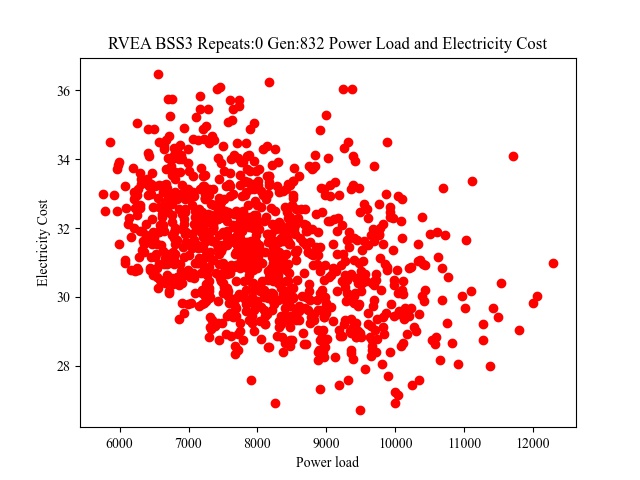 RVEA BSS3 Repeats:0 Gen:832 Power Load and Electricity Cost
36
34
32
30
28
Electricity Cost
6000 7000 8000 9000 10000 11000 12000
Power load